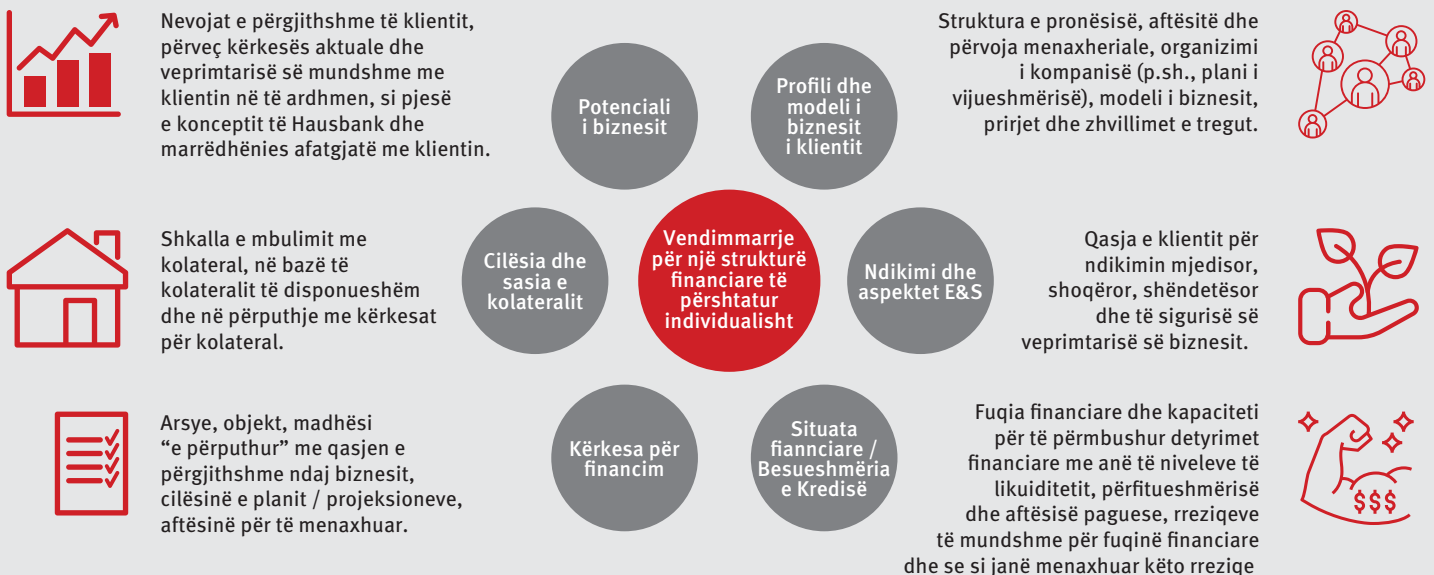 Nevojat e përgjithshme të klientit,
përveç kërkesës aktuale dhe
veprimtarisë së mundshme me
klientin në të ardhmen, si pjesë
e konceptit të Hausbank dhe
marrëdhënies afatgjatë me klientin.
Potenciali
i biznesit
Profili dhe
modeli i
biznesit
i klientit
Struktura e pronësisë, aftësitë dhe
përvoja menaxheriale, organizimi
i kompanisë (p.sh., plani i
vijueshmërisë), modeli i biznesit,
prirjet dhe zhvillimet e tregut.
Shkalla e mbulimit me
kolateral, në bazë të
kolateralit të disponueshëm
dhe në përputhje me kërkesat
për kolateral.
Cilësia dhe
sasia e
kolateralit
Vendimmarrje
për një strukturë
financiare të
përshtatur
individualisht
Ndikimi dhe
aspektet E&S
Qasja e klientit për
ndikimin mjedisor,
shoqëror, shëndetësor
dhe të sigurisë së
veprimtarisë së biznesit.
Arsye, objekt, madhësi
“e përputhur” me qasjen e
përgjithshme ndaj biznesit,
cilësinë e planit / projeksioneve,
aftësinë për të menaxhuar.
Kërkesa për
financim
Situata
fiannciare /
Besueshmëria
e Kredisë
Fuqia financiare dhe kapaciteti
për të përmbushur detyrimet
financiare me anë të niveleve të
likuiditetit, përfitueshmërisë
dhe aftësisë paguese, rreziqeve
të mundshme për fuqinë financiare
dhe se si janë menaxhuar këto rreziqe
$$$